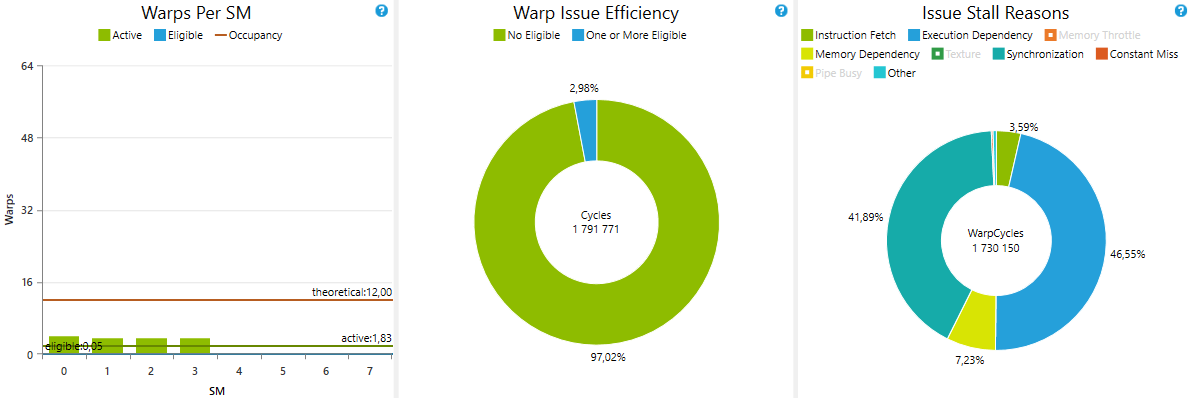 Warps Per SM
Active Eligible Occupancy
64
48
32
16
0
Warps
theoretical:12,00
active:1,83
eligible:0,05
0 1 2 3 4 5 6 7
SM
Warp Issue Efficiency
No Eligible One or More Eligible
2,98%
Cycles
1 791 771
97,02%
Issue Stall Reasons
Instruction Fetch Execution Dependency Memory Throttle
Memory Dependency Texture Synchronization Constant Miss
Pipe Busy Other
3,59%
41,89%
WarpCycles
1 730 150
46,55%
7,23%